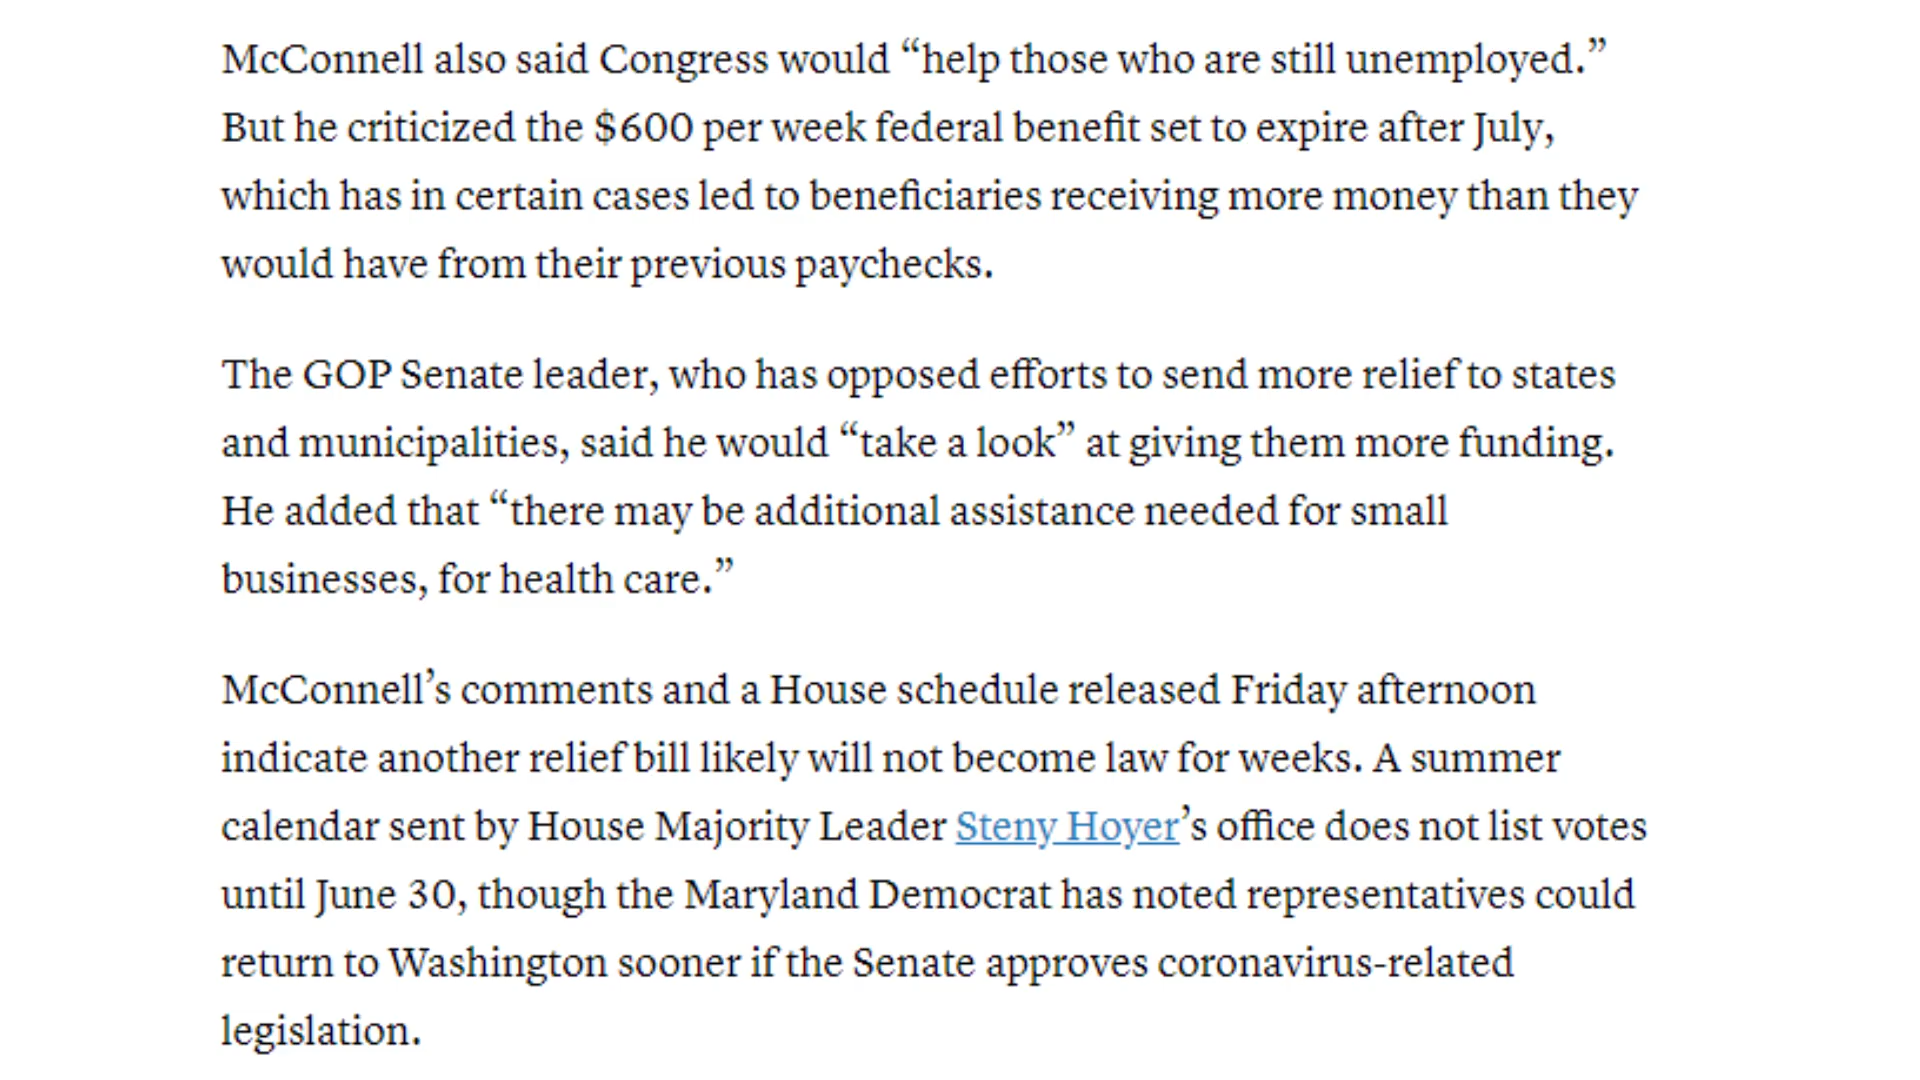 McConnell also said Congress would “help those who are still unemployed.”
But he criticized the $600 per week federal benefit set to expire after July,
which has in certain cases led to beneficiaries receiving more money than they
would have from their previous paychecks.
The GOP Senate leader, who has opposed efforts to send more relief to states
and municipalities, said he would “take a look” at giving them more funding.
He added that “there may be additional assistance needed for small
businesses, for health care.”
McConnell’s comments and a House schedule released Friday afternoon
indicate another relief bill likely will not become law for weeks. A summer
calendar sent by House Majority Leader Steny Hoyer’s office does not list votes
until June 30, though the Maryland Democrat has noted representatives could
return to Washington sooner if the Senate approves coronavirus-related
legislation.